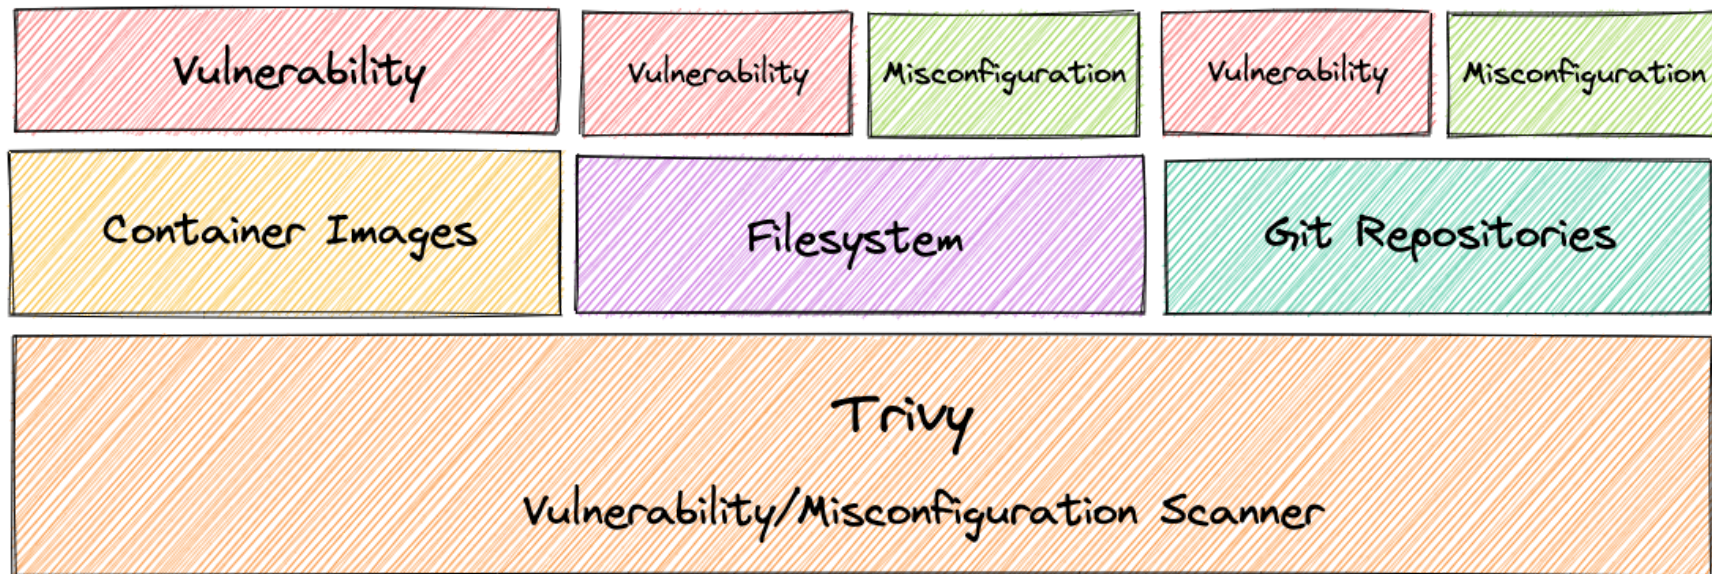 Vulnerability
Vulnerability
Misconfiguration
Vulnerability
Misconfiguration
Container Images
Filesystem
Git Repositories
Trivy
Vulnerability/Misconfiguration Scanner